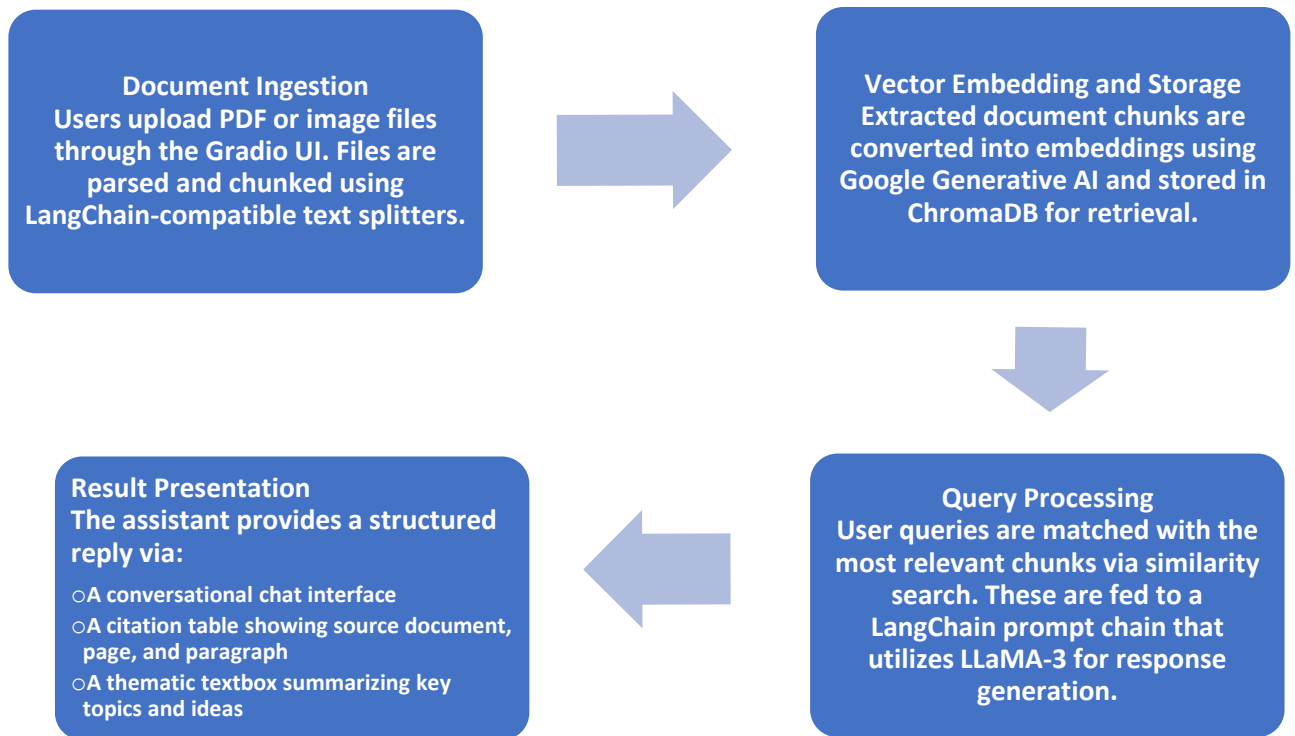 Document Ingestion
Users upload PDF or image files
through the Gradio UI. Files are
parsed and chunked using
LangChain-compatible text splitters.
Vector Embedding and Storage
Extracted document chunks are
converted into embeddings using
Google Generative AI and stored in
ChromaDB for retrieval.
Query Processing
User queries are matched with the
most relevant chunks via similarity
search. These are fed to a
LangChain prompt chain that
utilizes LLaMA-3 for response
generation.
Result Presentation
The assistant provides a structured
reply via:
○A conversational chat interface
○A citation table showing source document,
page, and paragraph
○A thematic textbox summarizing key
topics and ideas